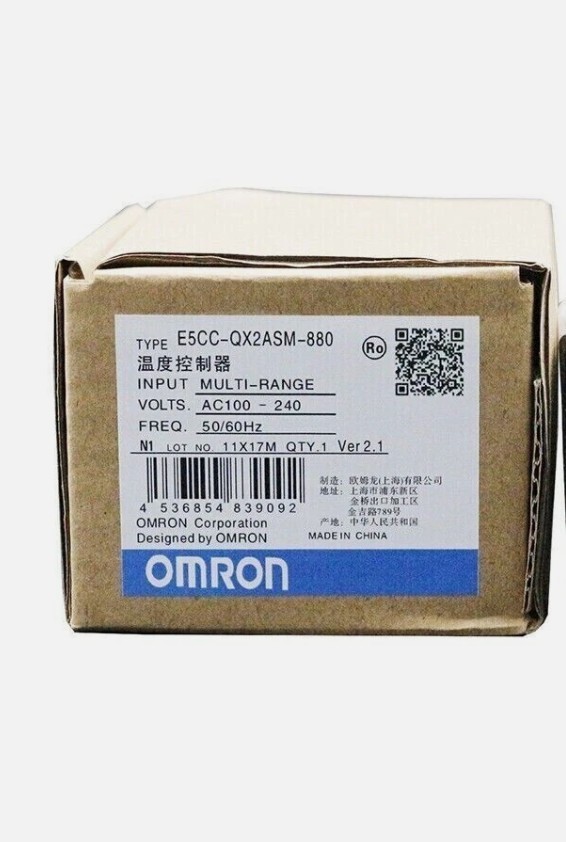 TYPE E5CC-QX2ASM-880
Ro
温度控制器
INPUT MULTI-RANGE
VOLTS. AC100 - 240
FREQ. 50/60Hz
N1 LOT NO. 11X17M QTY.1 Ver2.1
4 536854 839092
制造: 欧姆龙(上海)有限公司
地址: 上海市浦东新区
金桥出口加工区
金吉路789号
产地: 中华人民共和国
OMRON Corporation
Designed by OMRON
MADE IN CHINA
OMRON